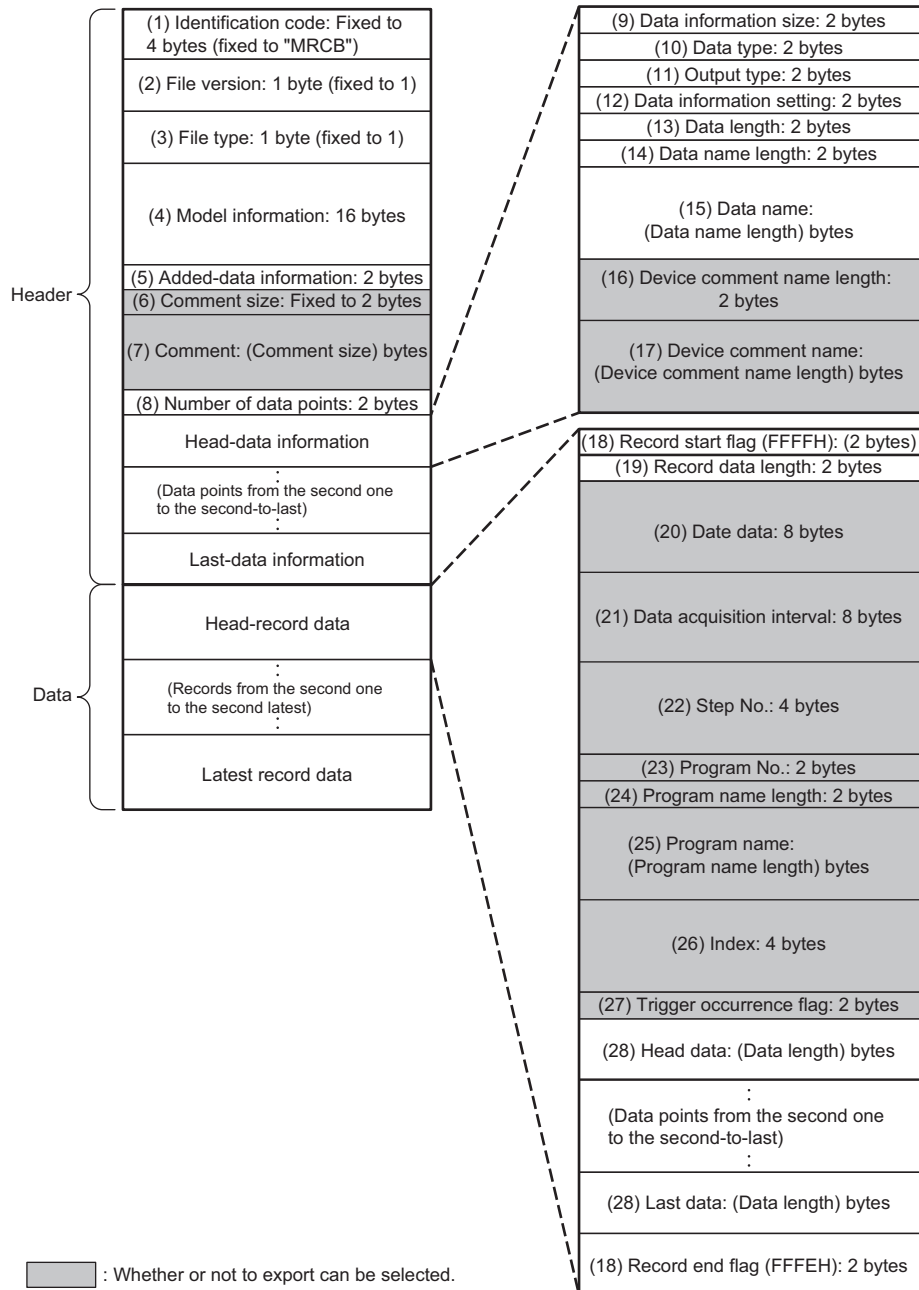 Header
(1) Identification code: Fixed to
4 bytes (fixed to "MRCB")
(2) File version: 1 byte (fixed to 1)
(3) File type: 1 byte (fixed to 1)
(4) Model information: 16 bytes
(5) Added-data information: 2 bytes
(6) Comment size: Fixed to 2 bytes
(7) Comment: (Comment size) bytes
(8) Number of data points: 2 bytes
Head-data information
:
(Data points from the second one
to the second-to-last)
:
Last-data information
Data
Head-record data
:
(Records from the second one
to the second latest)
:
Latest record data
(9) Data information size: 2 bytes
(10) Data type: 2 bytes
(11) Output type: 2 bytes
(12) Data information setting: 2 bytes
(13) Data length: 2 bytes
(14) Data name length: 2 bytes
(15) Data name:
(Data name length) bytes
(16) Device comment name length:
2 bytes
(17) Device comment name:
(Device comment name length) bytes
(18) Record start flag (FFFFH): (2 bytes)
(19) Record data length: 2 bytes
(20) Date data: 8 bytes
(21) Data acquisition interval: 8 bytes
(22) Step No.: 4 bytes
(23) Program No.: 2 bytes
(24) Program name length: 2 bytes
(25) Program name:
(Program name length) bytes
(26) Index: 4 bytes
(27) Trigger occurrence flag: 2 bytes
(28) Head data: (Data length) bytes
:
(Data points from the second one
to the second-to-last)
:
(28) Last data: (Data length) bytes
(18) Record end flag (FFFEH): 2 bytes
: Whether or not to export can be selected.